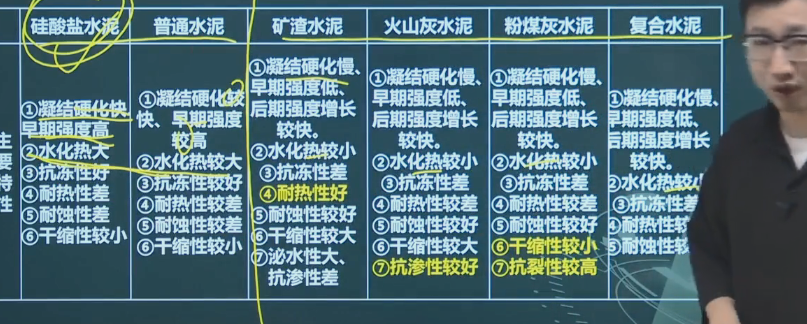 硅酸盐水泥
普通水泥
矿渣水泥
火山灰水泥
粉煤灰水泥
复合水泥
主
要
特
性
①凝结硬化快
早期强度高
②水化热大
③抗冻性好
④耐热性差
⑤耐蚀性差
⑥干缩性较小
①凝结硬化较
快、早期强度
较高
②水化热较大
③抗冻性较好
④耐热性较差
⑤耐蚀性较差
⑥干缩性较小
①凝结硬化慢、
早期强度低、
后期强度增长
较快。
②水化热较小
③抗冻性差
④耐热性好
⑤耐蚀性较好
⑥干缩性较大
⑦泌水性大、
抗渗性差
①凝结硬化慢、
早期强度低、
后期强度增长
较快。
②水化热较小
③抗冻性差
④耐热性较差
⑤耐蚀性较好
⑥干缩性较大
⑦抗渗性较好
①凝结硬化慢、
早期强度低、
后期强度增长
较快。
②水化热较小
③抗冻性差
④耐热性较差
⑤耐蚀性较好
⑥干缩性较小
⑦抗裂性较高
①凝结硬化慢、
早期强度低、
后期强度增长
较快。
②水化热较小
③抗冻性差
④耐热性较
⑤耐蚀性